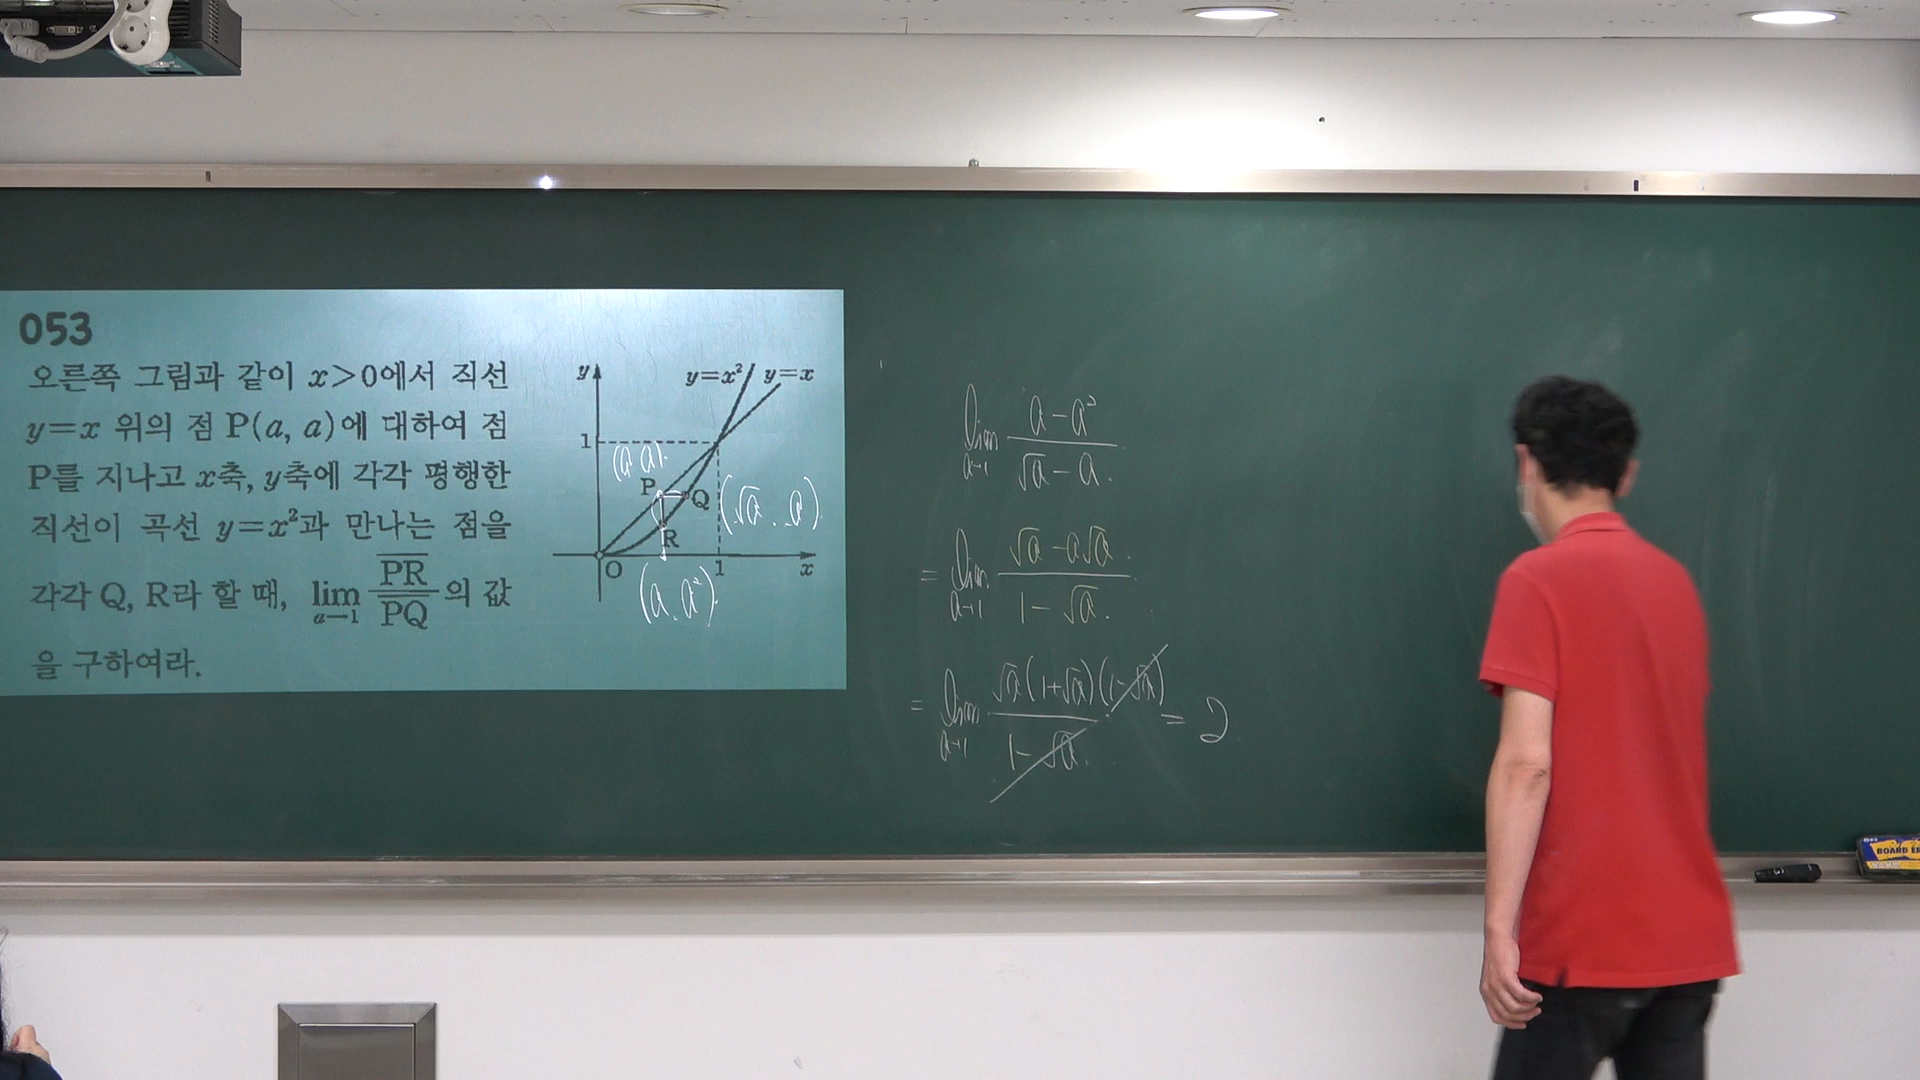 053
오른쪽 그림과 같이 x>0에서 직선
y=x 위의 점 P(a, a)에 대하여 점
P를 지나고 x축, y축에 각각 평행한
직선이 곡선 y=x²과 만나는 점을
각각 Q, R라 할 때, lim a→1 PR/PQ의 값
을 구하여라.
y
y=x² y=x
1
(a a).
P
Q
(√a . a).
R
O 1 x
(a. a²).
lim a→1 (a-a²)/(√a-a.)
= lim a→1 (√a-a√a.)/(1-√a.)
= lim a→1 (√a(1+√a)(1-√a))/(1-√a.) = 2
BOARD